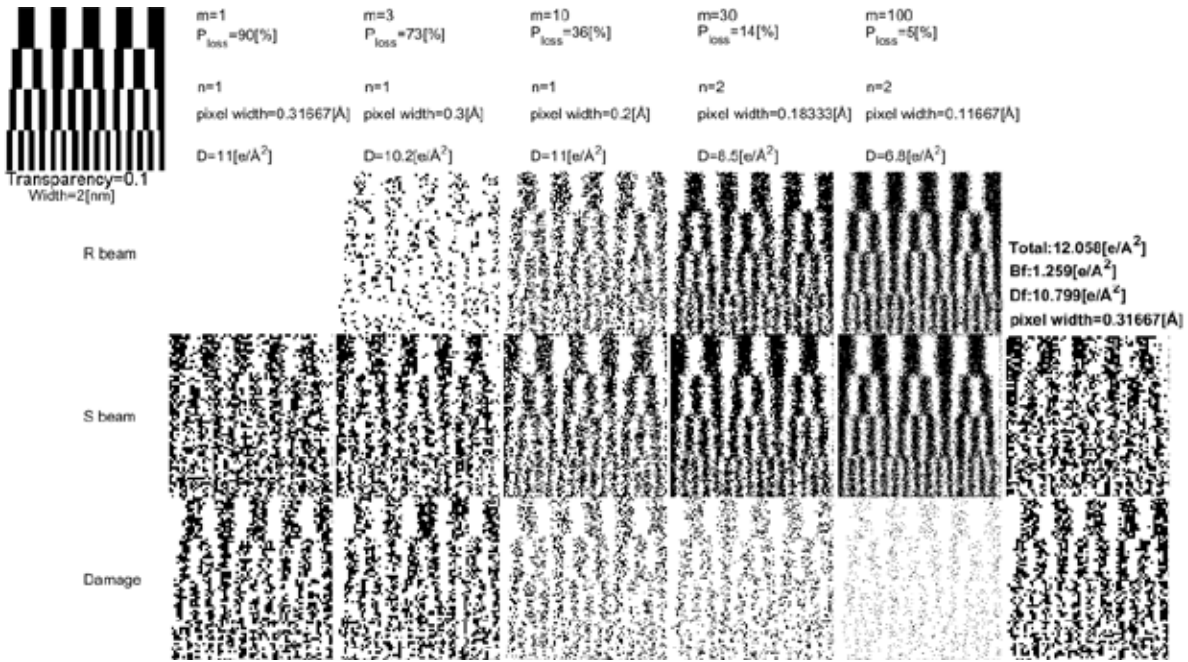 m=1
P_loss=90[%]
n=1
pixel width=0.31667[Å]
D=11[e/Å²]
m=3
P_loss=73[%]
n=1
pixel width=0.3[Å]
D=10.2[e/Å²]
m=10
P_loss=36[%]
n=1
pixel width=0.2[Å]
D=11[e/Å²]
m=30
P_loss=14[%]
n=2
pixel width=0.18333[Å]
D=8.5[e/Å²]
m=100
P_loss=5[%]
n=2
pixel width=0.11667[Å]
D=6.8[e/Å²]
Transparency=0.1
Width=2[nm]
R beam
Total:12.058[e/A²]
Bf:1.259[e/A²]
Df:10.799[e/A²]
pixel width=0.31667[Å]
S beam
Damage